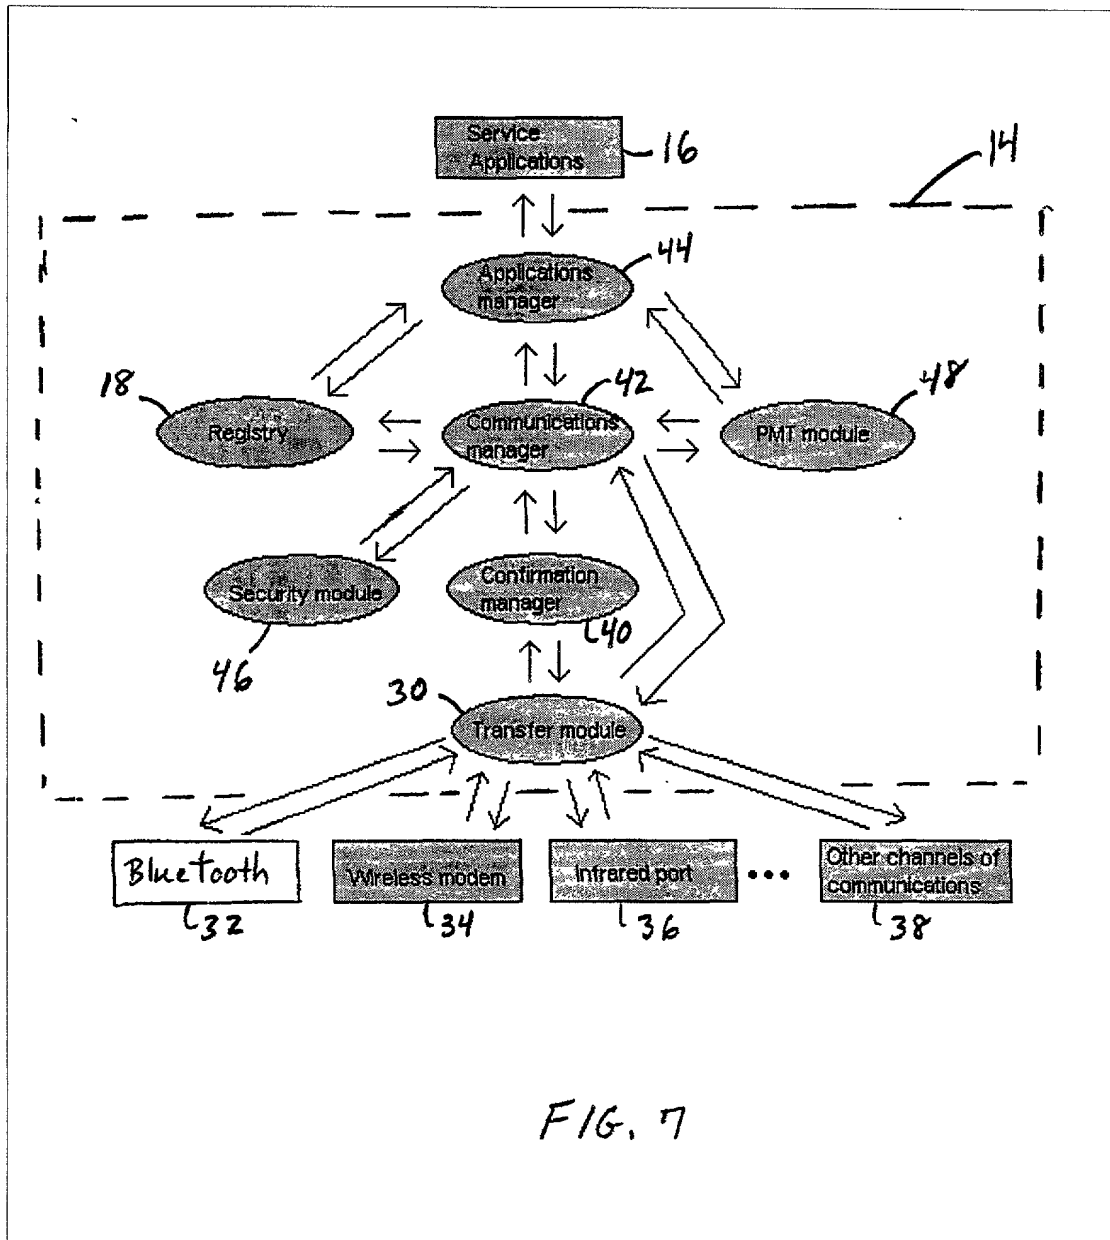 Service
Applications
16
14
Applications
manager
44
18
Registry
Communications
manager
42
PMT module
48
Security module
46
Confirmation
manager
40
30
Transfer module
Bluetooth
32
Wireless modem
34
Infrared port
36
•••
Other channels of
communications
38
FIG. 7